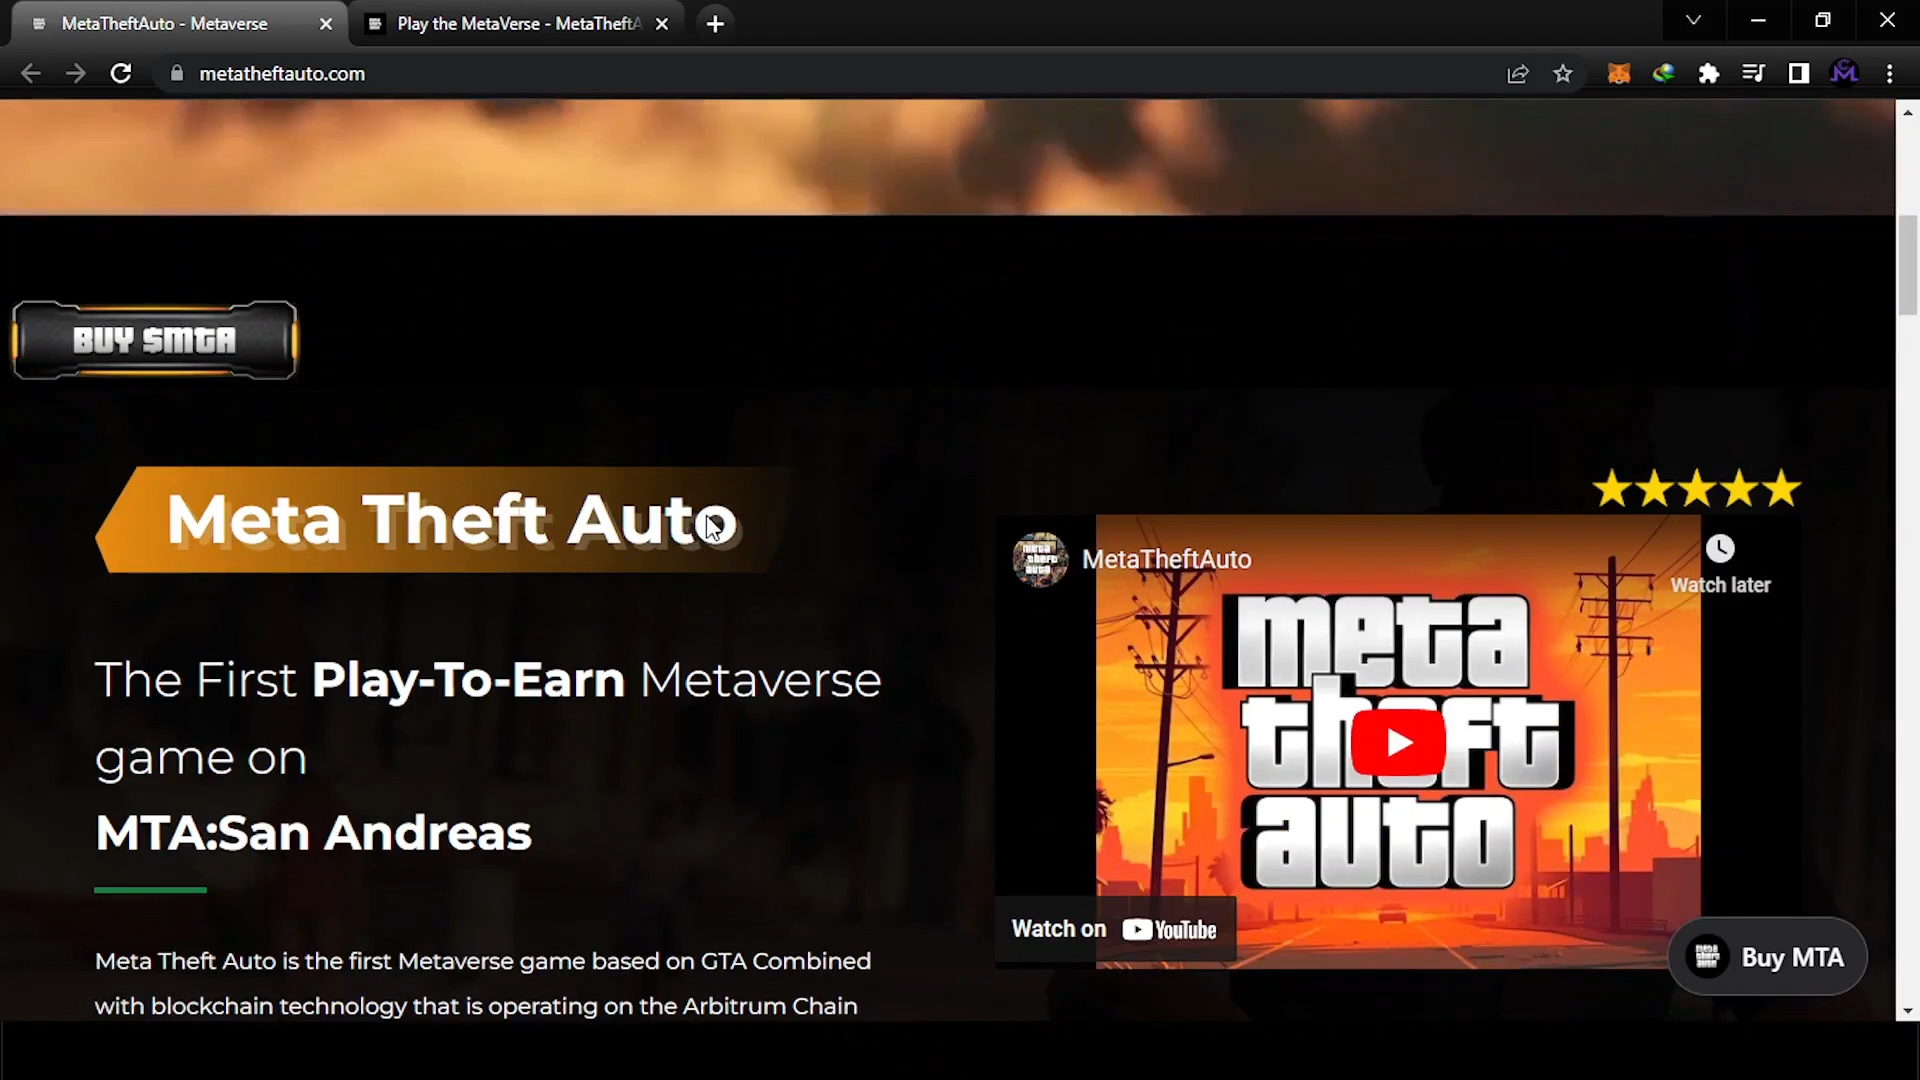 MetaTheftAuto - Metaverse
Play the MetaVerse - MetaTheftA
metatheftauto.com
BUY $MTA
Meta Theft Auto
MetaTheftAuto
Watch later
meta
theft
auto
The First Play-To-Earn Metaverse
game on
MTA:San Andreas
Watch on YouTube
Buy MTA
Meta Theft Auto is the first Metaverse game based on GTA Combined
with blockchain technology that is operating on the Arbitrum Chain